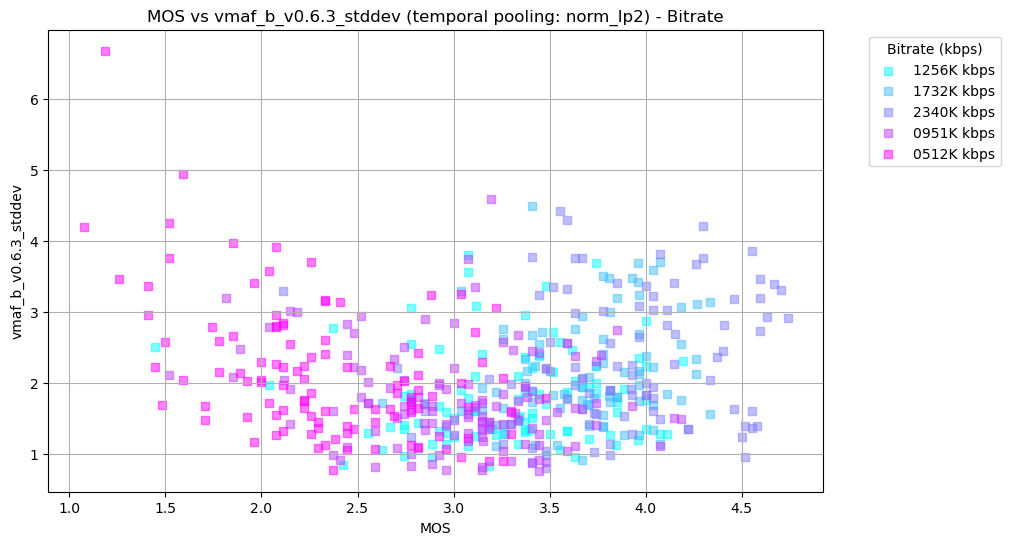 MOS vs vmaf_b_v0.6.3_stddev (temporal pooling: norm_lp2) - Bitrate
Bitrate (kbps)
1256K kbps
1732K kbps
2340K kbps
0951K kbps
0512K kbps
vmaf_b_v0.6.3_stddev
6
5
4
3
2
1
1.0 1.5 2.0 2.5 3.0 3.5 4.0 4.5
MOS